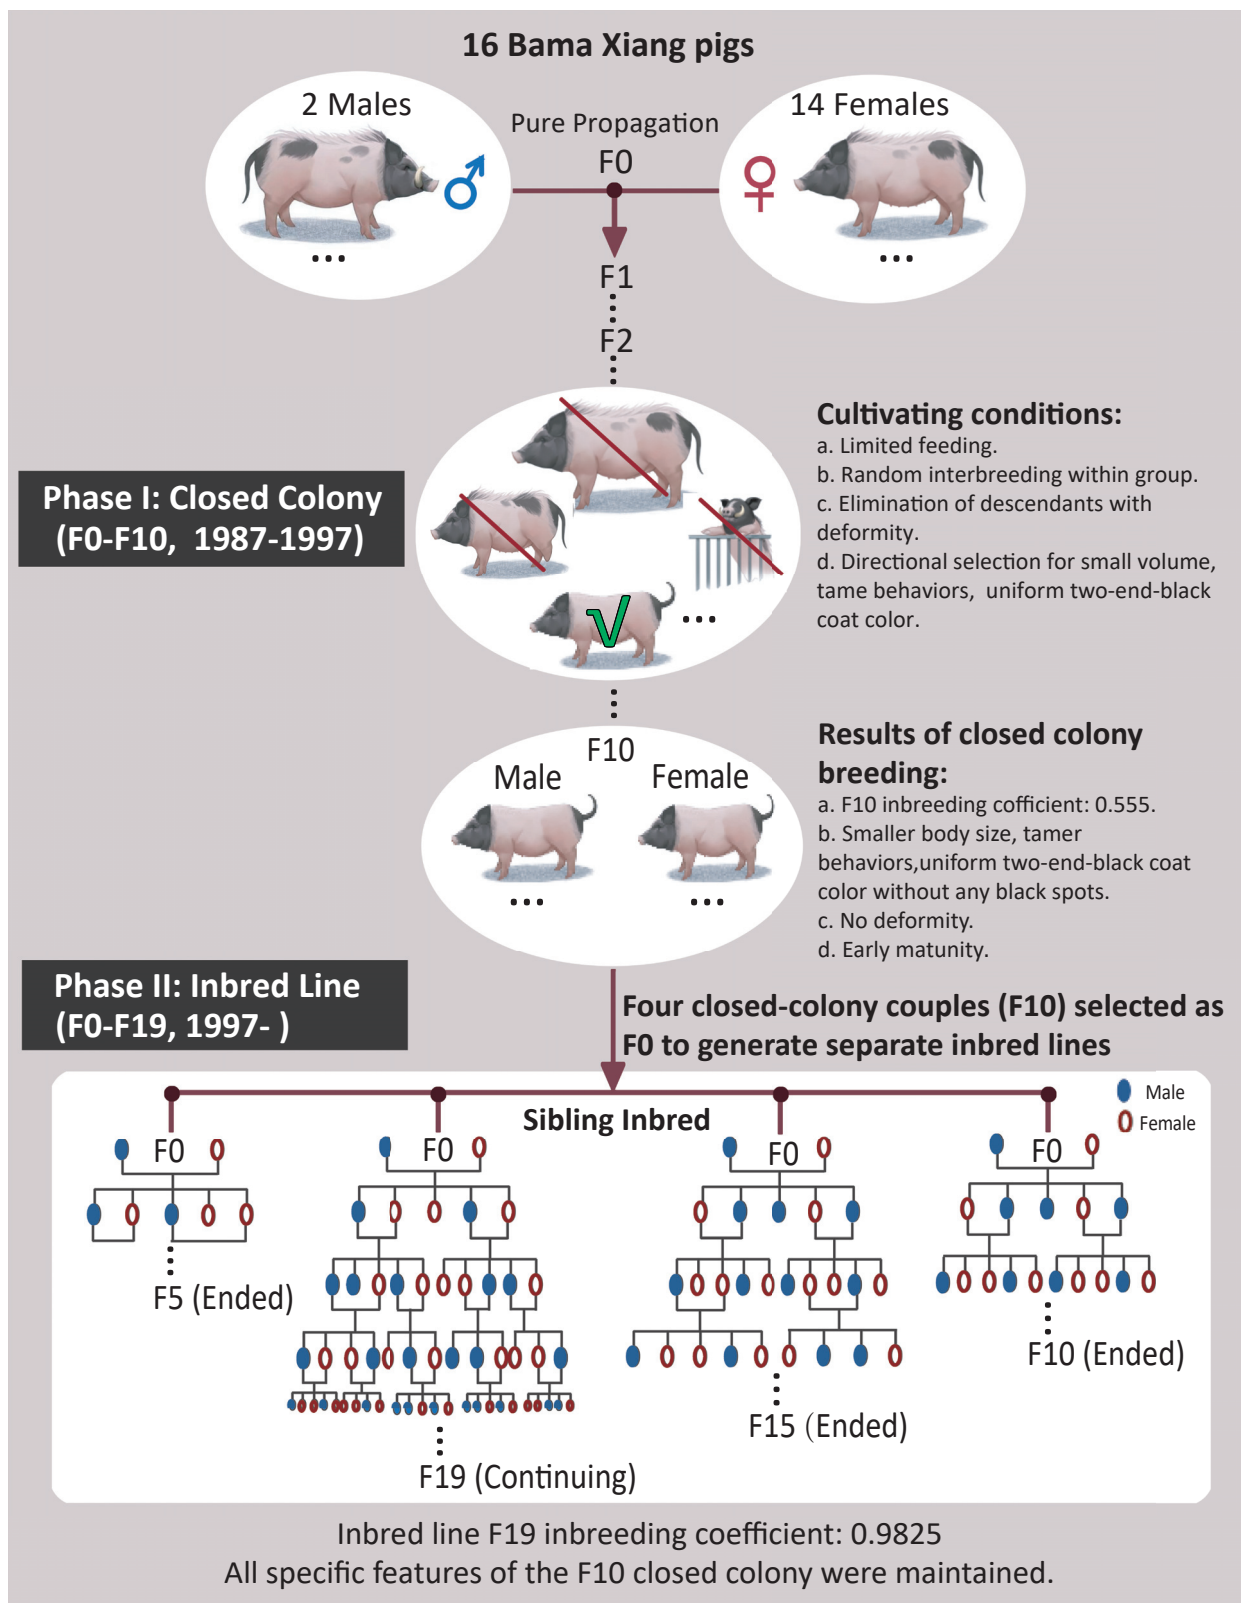 16 Bama Xiang pigs
2 Males
Pure Propagation
F0
14 Females
...
...
F1
F2
Phase I: Closed Colony
(F0-F10, 1987-1997)
√
...
Cultivating conditions:
a. Limited feeding.
b. Random interbreeding within group.
c. Elimination of descendants with
deformity.
d. Directional selection for small volume,
tame behaviors, uniform two-end-black
coat color.
F10
Male
Female
...
...
Results of closed colony
breeding:
a. F10 inbreeding cofficient: 0.555.
b. Smaller body size, tamer
behaviors,uniform two-end-black coat
color without any black spots.
c. No deformity.
d. Early matunity.
Phase II: Inbred Line
(F0-F19, 1997- )
Four closed-colony couples (F10) selected as
F0 to generate separate inbred lines
Sibling Inbred
Male
Female
F0
F0
F0
F0
F5 (Ended)
F19 (Continuing)
F15 (Ended)
F10 (Ended)
Inbred line F19 inbreeding coefficient: 0.9825
All specific features of the F10 closed colony were maintained.